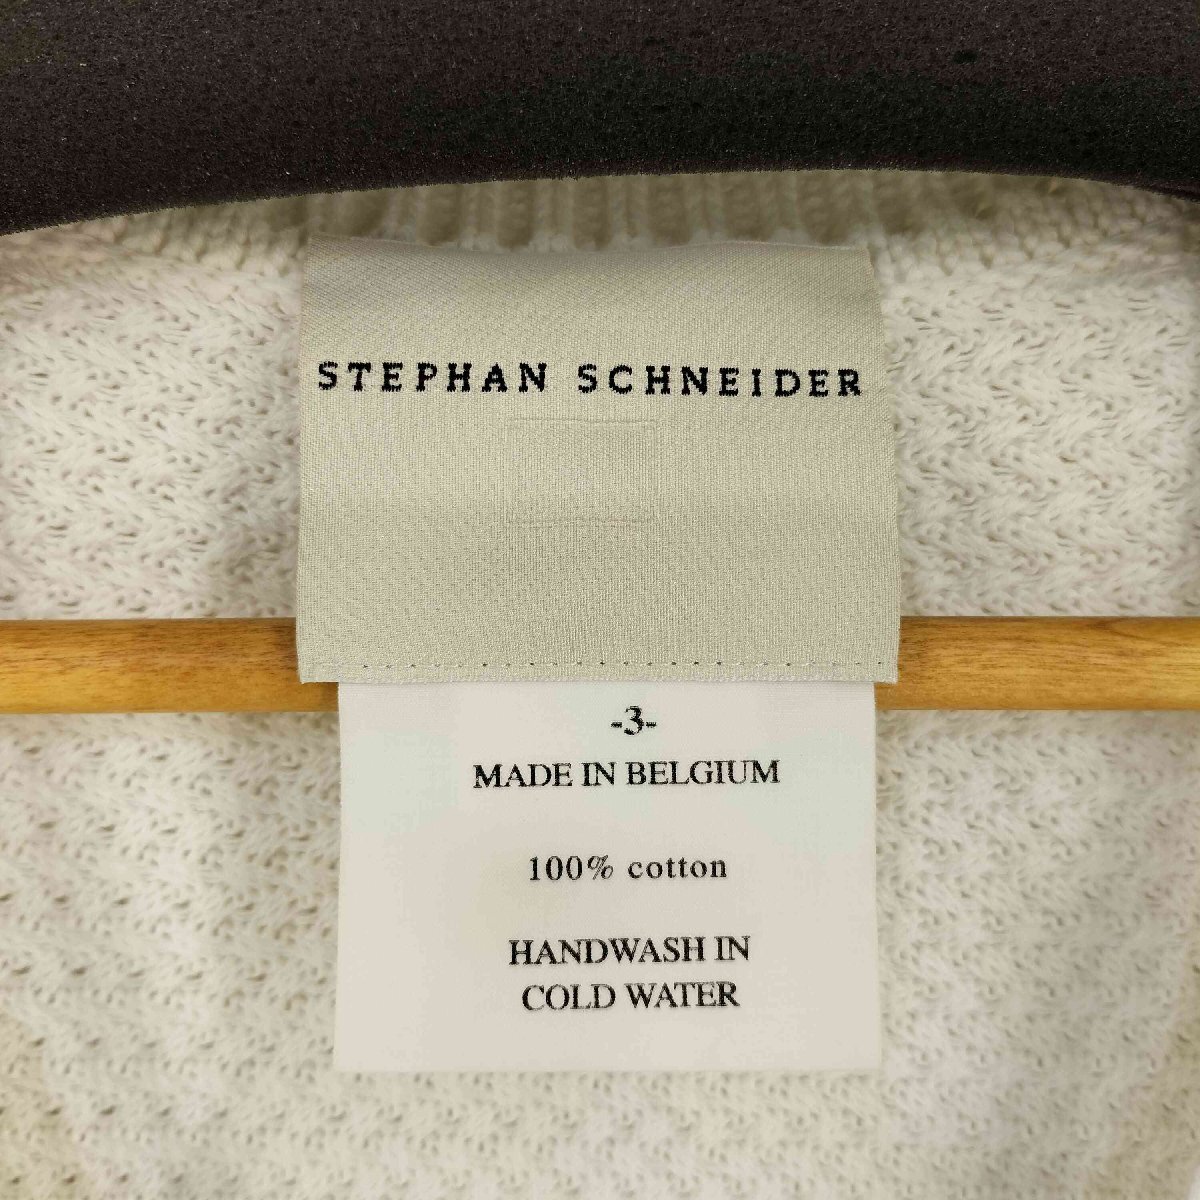 STEPHAN SCHNEIDER
-3-
MADE IN BELGIUM
100% cotton
HANDWASH IN
COLD WATER